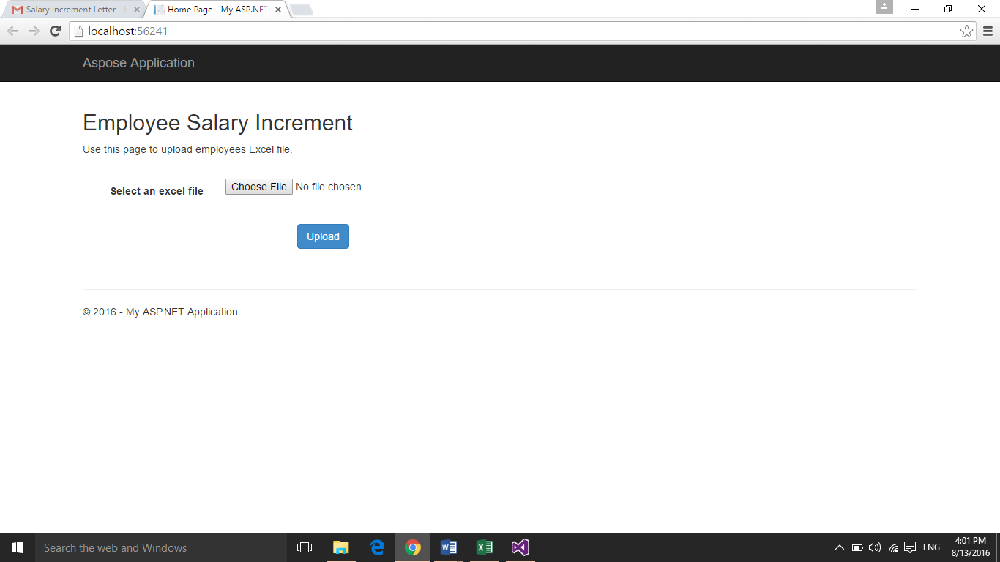 Salary Increment Letter -
Home Page - My ASP.NET
localhost:56241
Aspose Application
Employee Salary Increment
Use this page to upload employees Excel file.
Select an excel file
Choose File No file chosen
Upload
© 2016 - My ASP.NET Application
Search the web and Windows
ENG
4:01 PM
8/13/2016